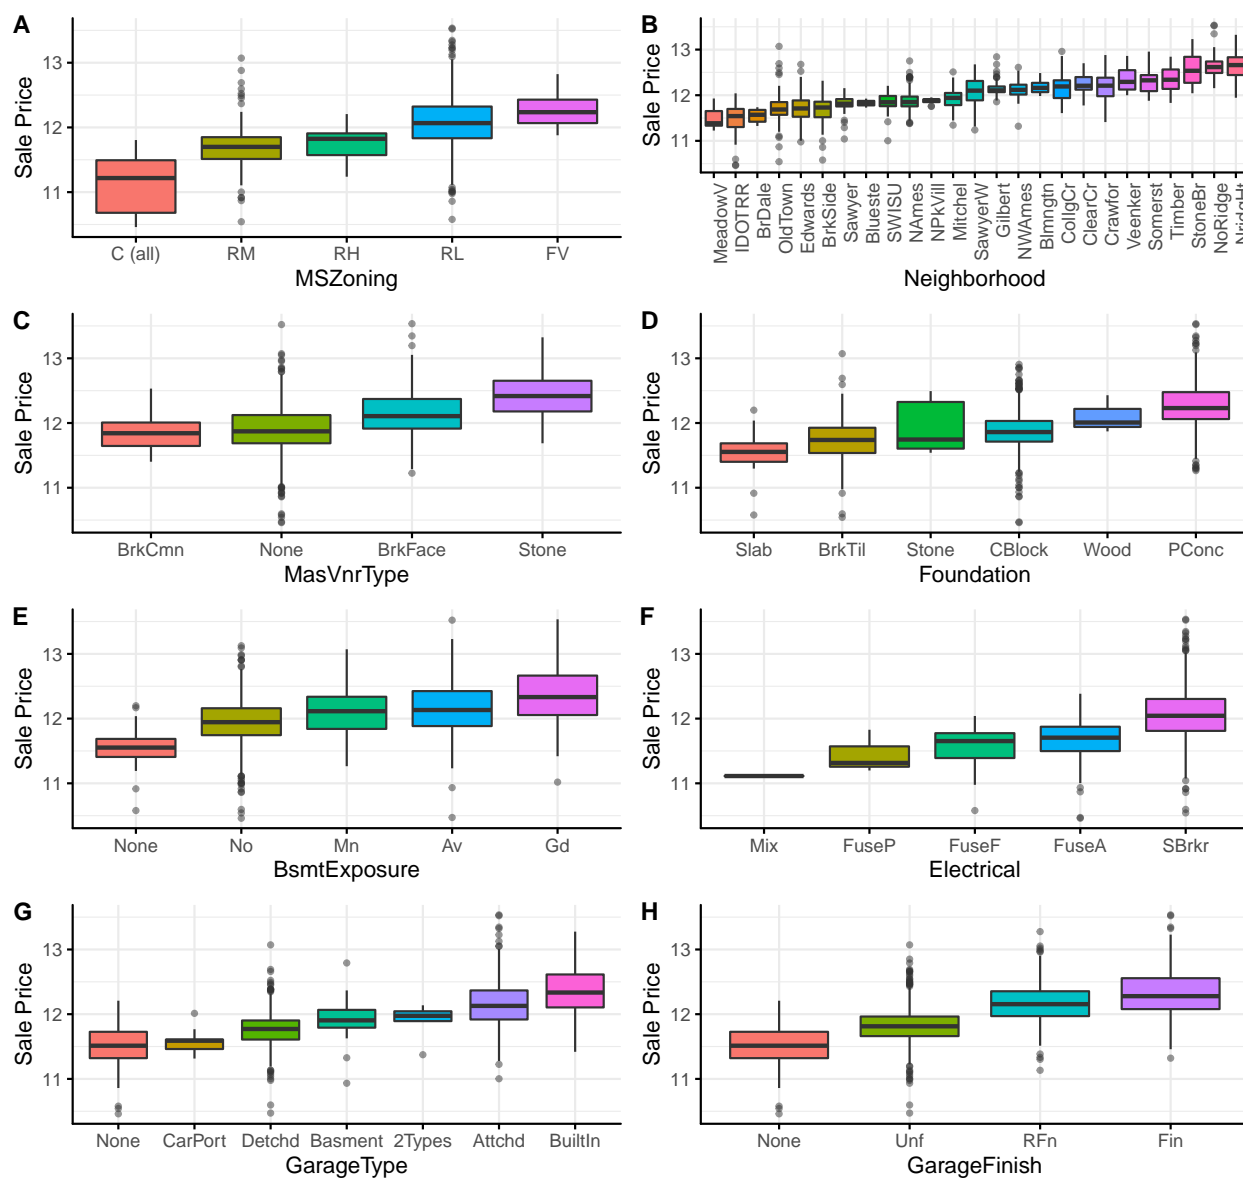 A
Sale Price
13
12
11
C (all) RM RH RL FV
MSZoning
B
Sale Price
13
12
11
MeadowV IDOTRR BrDale OldTown Edwards BrkSide Sawyer Blueste SWISU NAmes NPkVill Mitchel SawyerW Gilbert NWAmes Blmngtn CollgCr ClearCr Crawfor Veenker Somerst Timber StoneBr NoRidge NridgHt
Neighborhood
C
Sale Price
13
12
11
BrkCmn None BrkFace Stone
MasVnrType
D
Sale Price
13
12
11
Slab BrkTil Stone CBlock Wood PConc
Foundation
E
Sale Price
13
12
11
None No Mn Av Gd
BsmtExposure
F
Sale Price
13
12
11
Mix FuseP FuseF FuseA SBrkr
Electrical
G
Sale Price
13
12
11
None CarPort Detchd Basment 2Types Attchd BuiltIn
GarageType
H
Sale Price
13
12
11
None Unf RFn Fin
GarageFinish